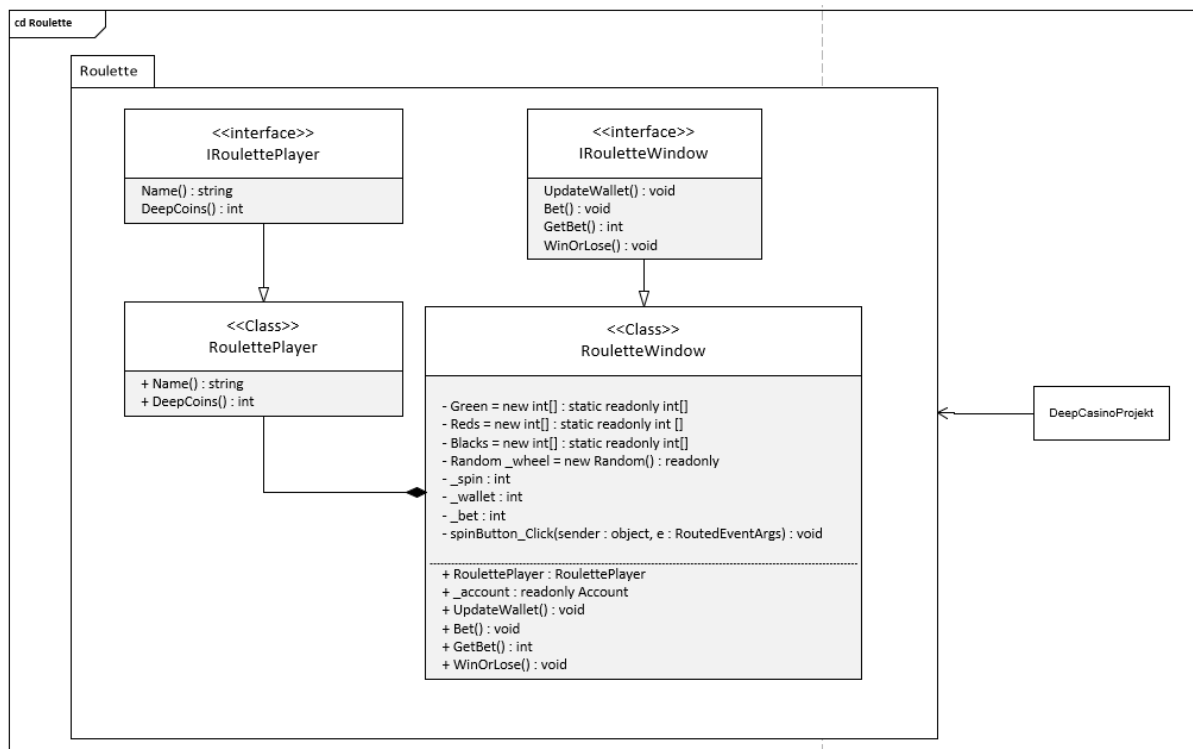 cd Roulette
Roulette
<<interface>>
IRoulettePlayer
Name() : string
DeepCoins() : int
<<interface>>
IRouletteWindow
UpdateWallet() : void
Bet() : void
GetBet() : int
WinOrLose() : void
<<Class>>
RoulettePlayer
+ Name() : string
+ DeepCoins() : int
<<Class>>
RouletteWindow
- Green = new int[] : static readonly int[]
- Reds = new int[] : static readonly int []
- Blacks = new int[] : static readonly int[]
- Random _wheel = new Random() : readonly
- _spin : int
- _wallet : int
- _bet : int
- spinButton_Click(sender : object, e : RoutedEventArgs) : void
+ RoulettePlayer : RoulettePlayer
+ _account : readonly Account
+ UpdateWallet() : void
+ Bet() : void
+ GetBet() : int
+ WinOrLose() : void
DeepCasinoProjekt